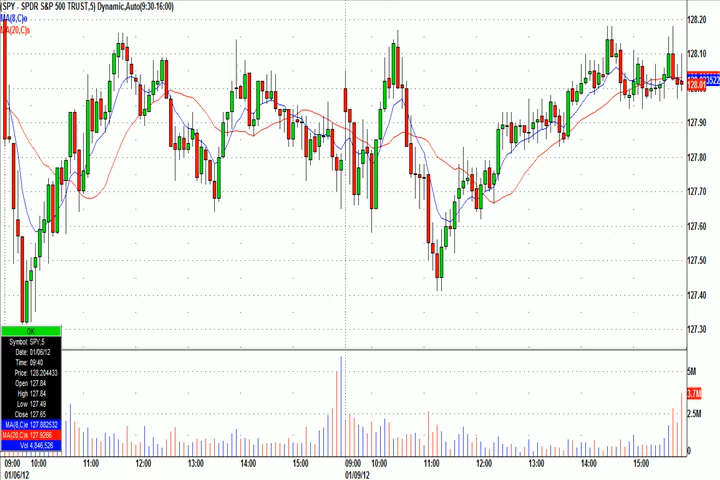 (SPY - SPDR S&P 500 TRUST,5) Dynamic,Auto(9:30-16:00)
MA(8,C)e
MA(20,C)s
128.20
128.10
127.90
127.80
127.70
127.60
127.50
127.40
127.30
OK
Symbol: SPY,5
Date: 01/06/12
Time: 09:40
Price: 128.204433
Open 127.84
High 127.84
Low 127.49
Close 127.65
MA(8,C)e 127.882532
MA(20,C)s 127.9266
Vol 4,846,526
5M
3.7M
2.5M
0
09:00 10:00 11:00 12:00 13:00 14:00 15:00 09:00 10:00 11:00 12:00 13:00 14:00 15:00
01/06/12 01/09/12